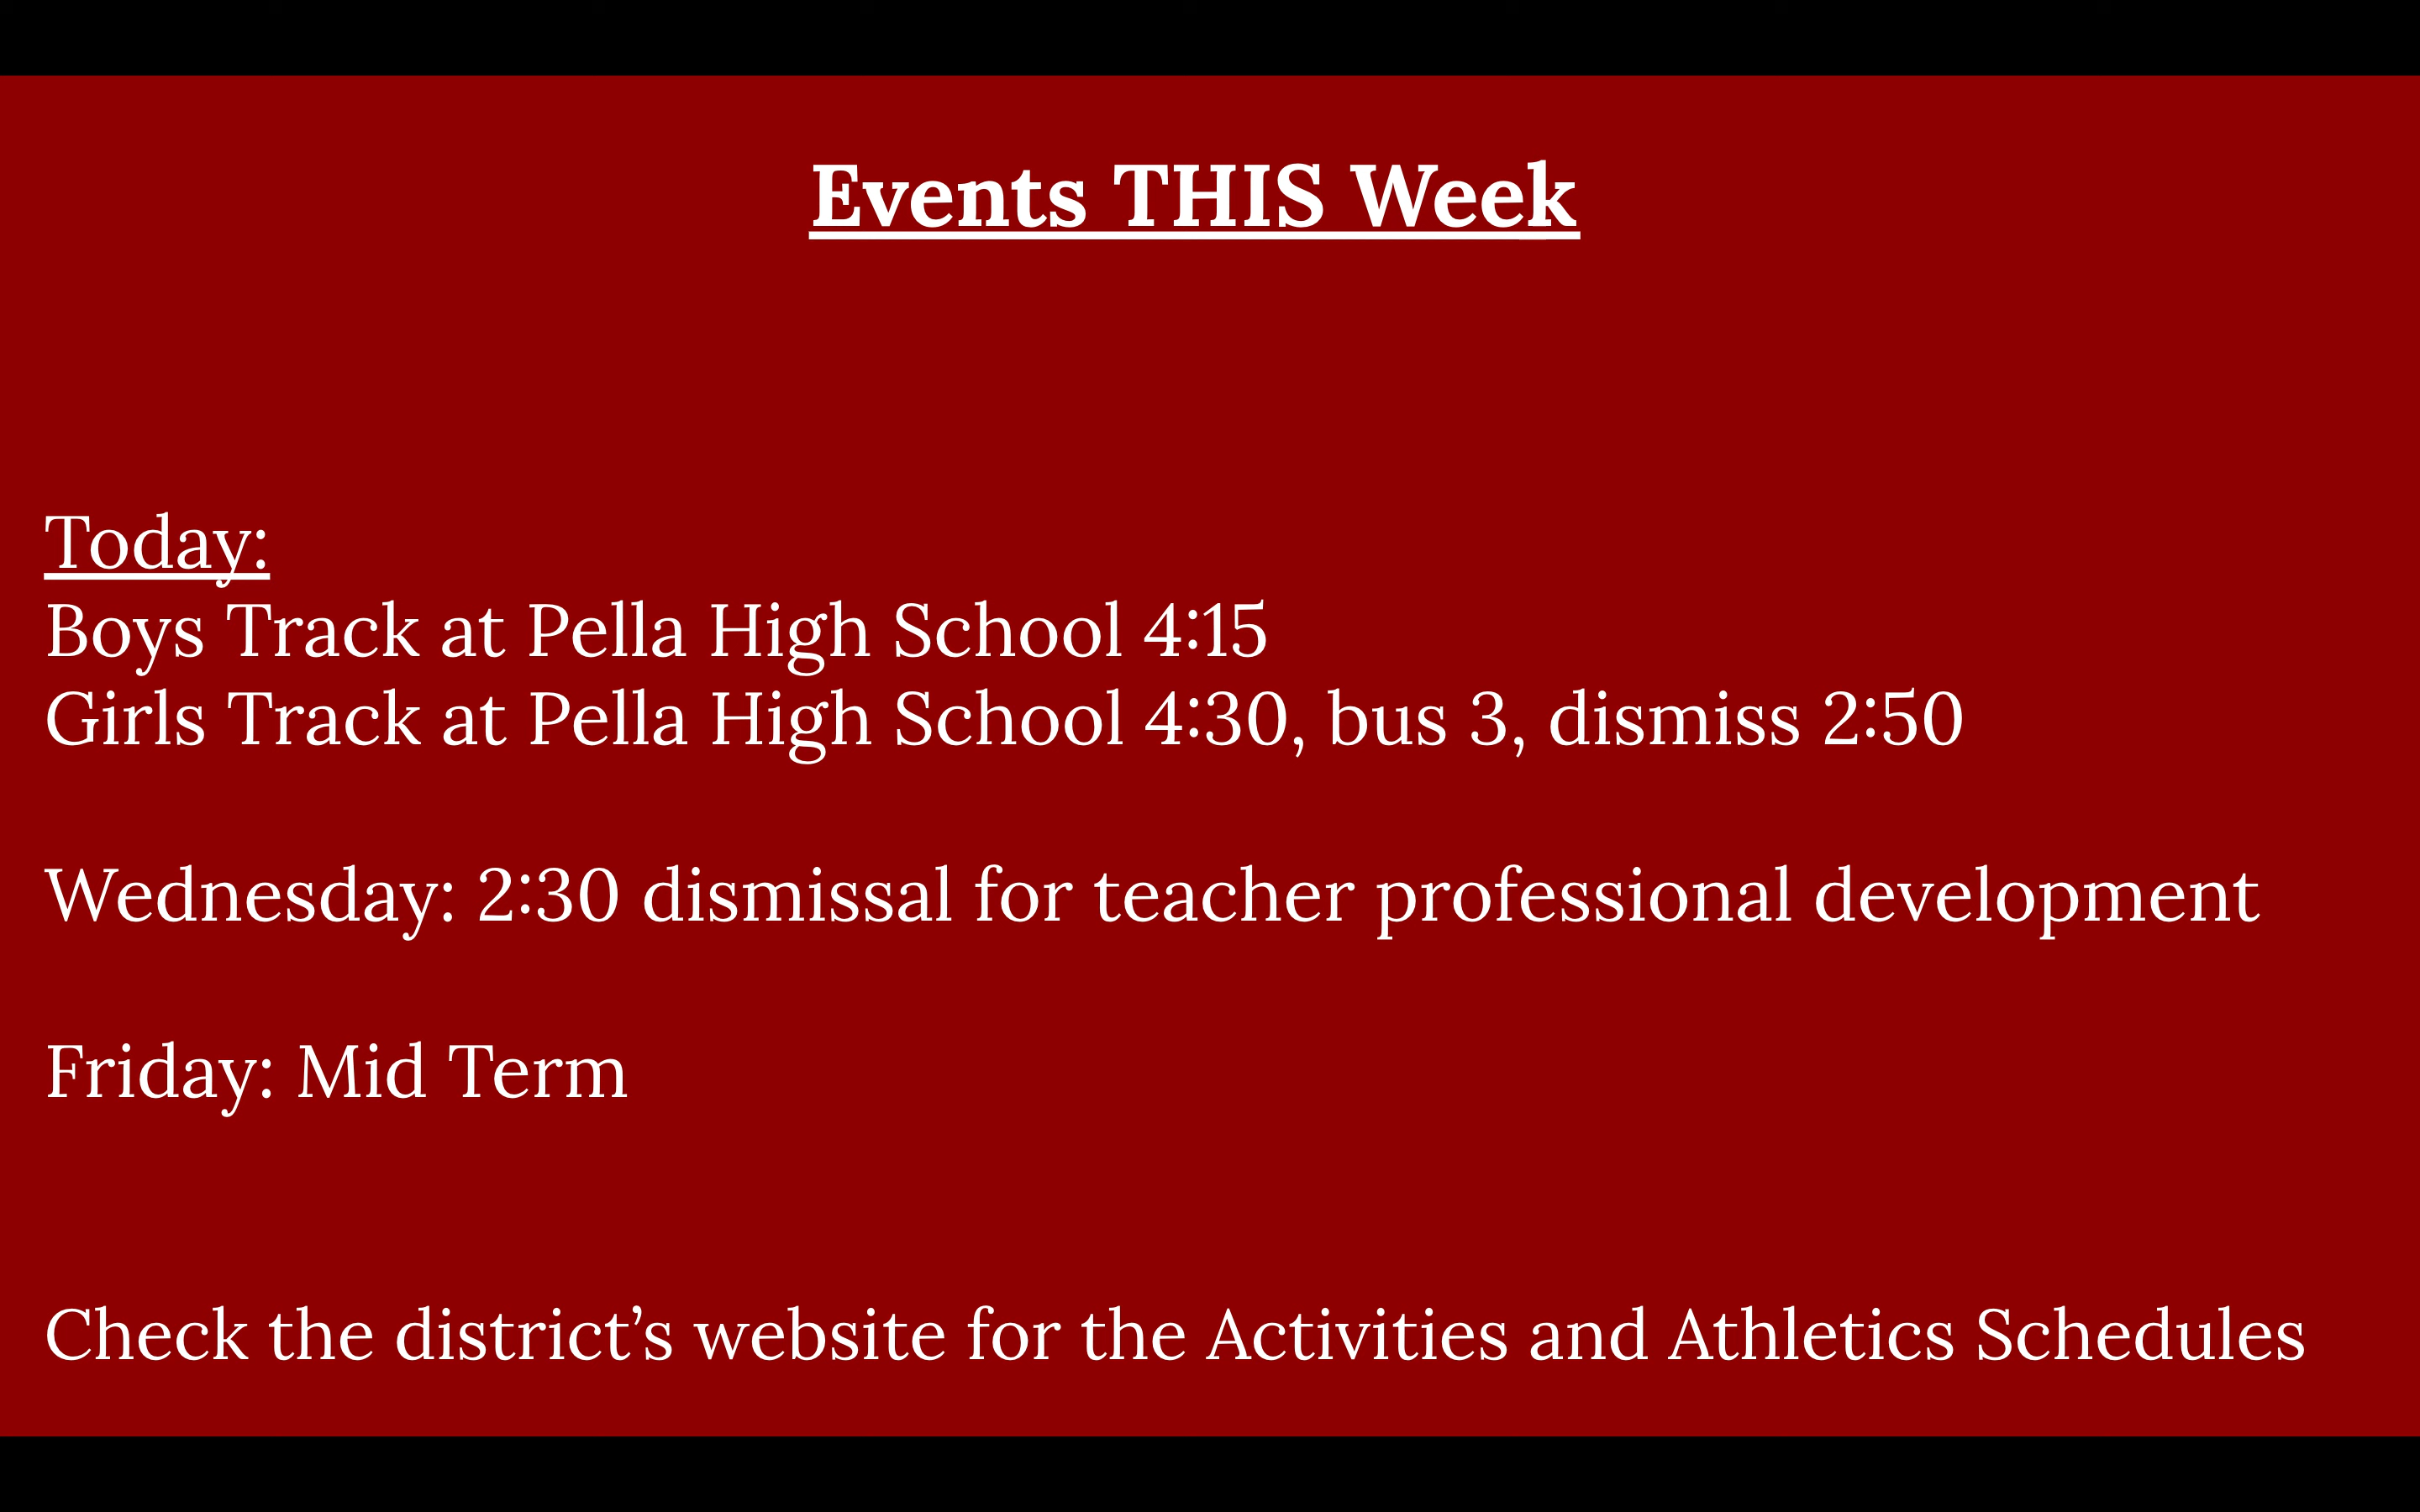 Events THIS Week
Today:
Boys Track at Pella High School 4:15
Girls Track at Pella High School 4:30, bus 3, dismiss 2:50
Wednesday: 2:30 dismissal for teacher professional development
Friday: Mid Term
Check the district’s website for the Activities and Athletics Schedules